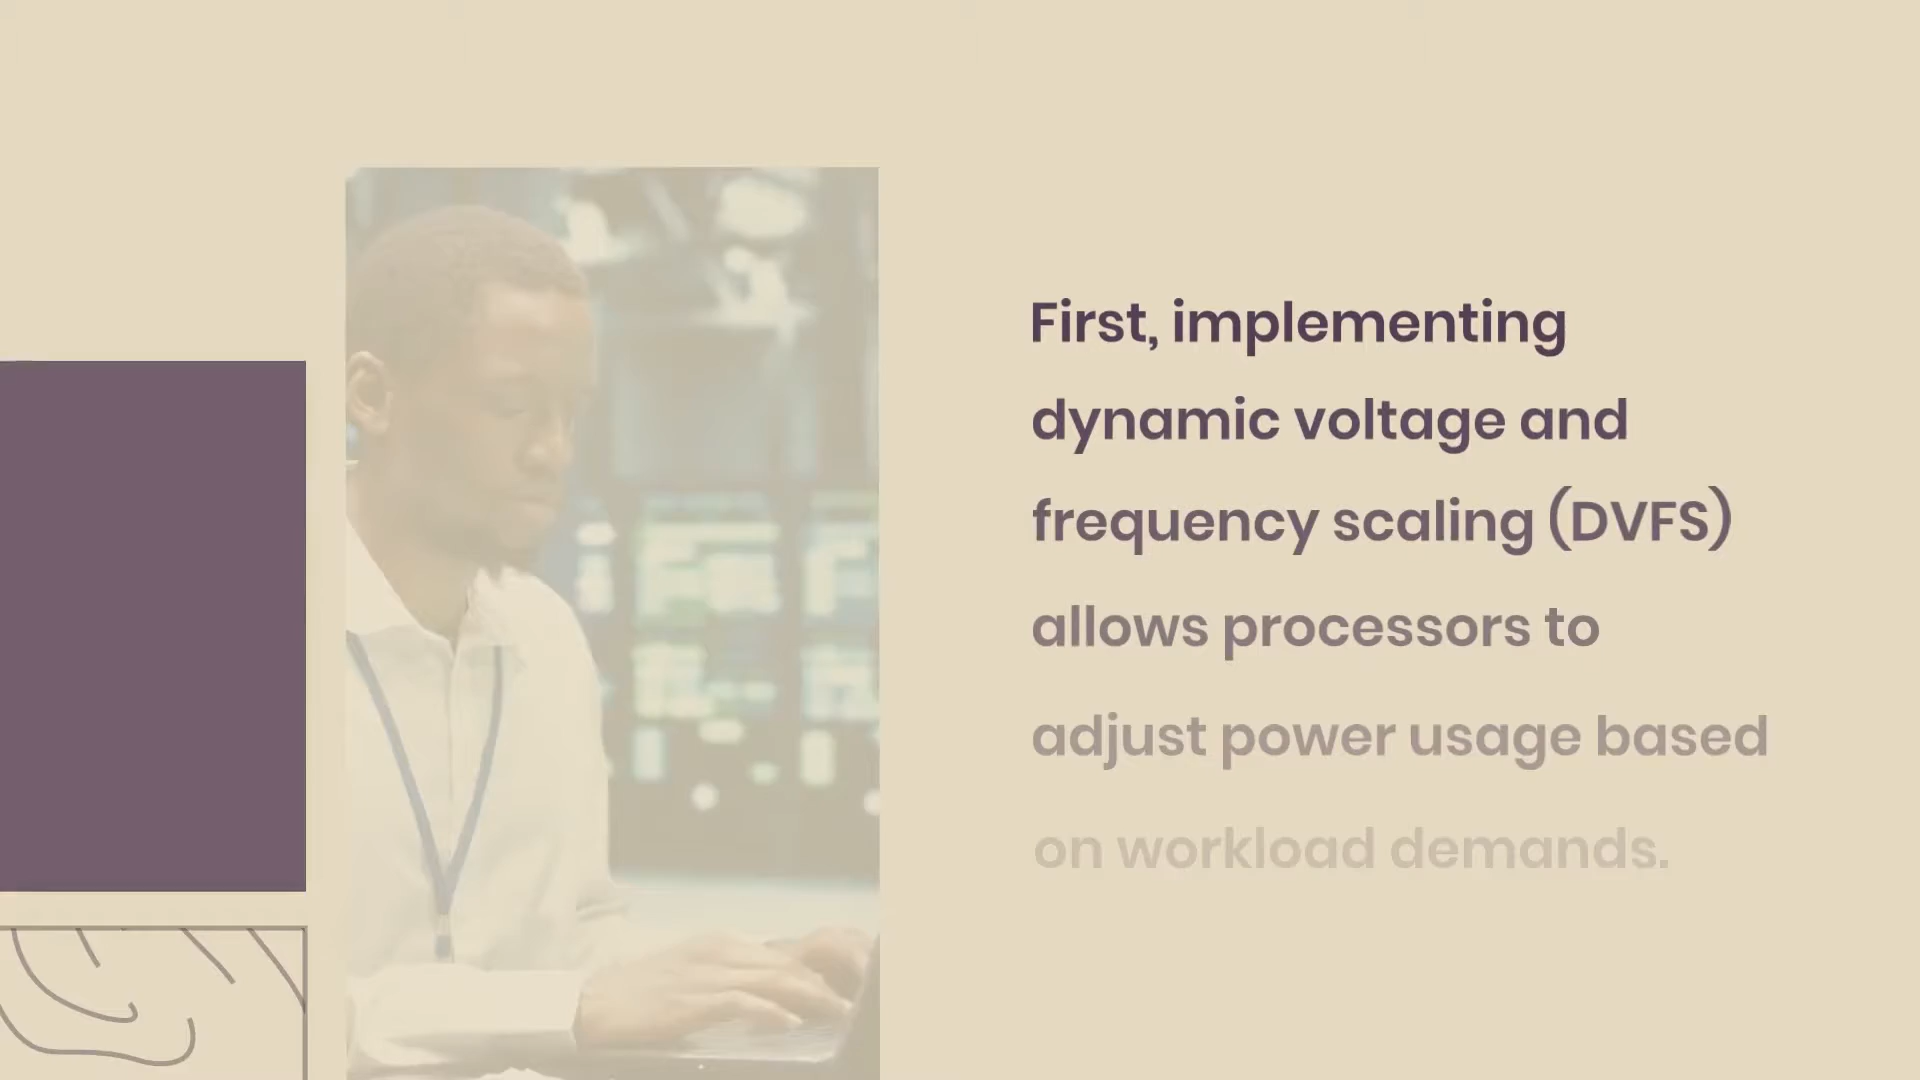 First, implementing
dynamic voltage and
frequency scaling (DVFS)
allows processors to
adjust power usage based
on workload demands.